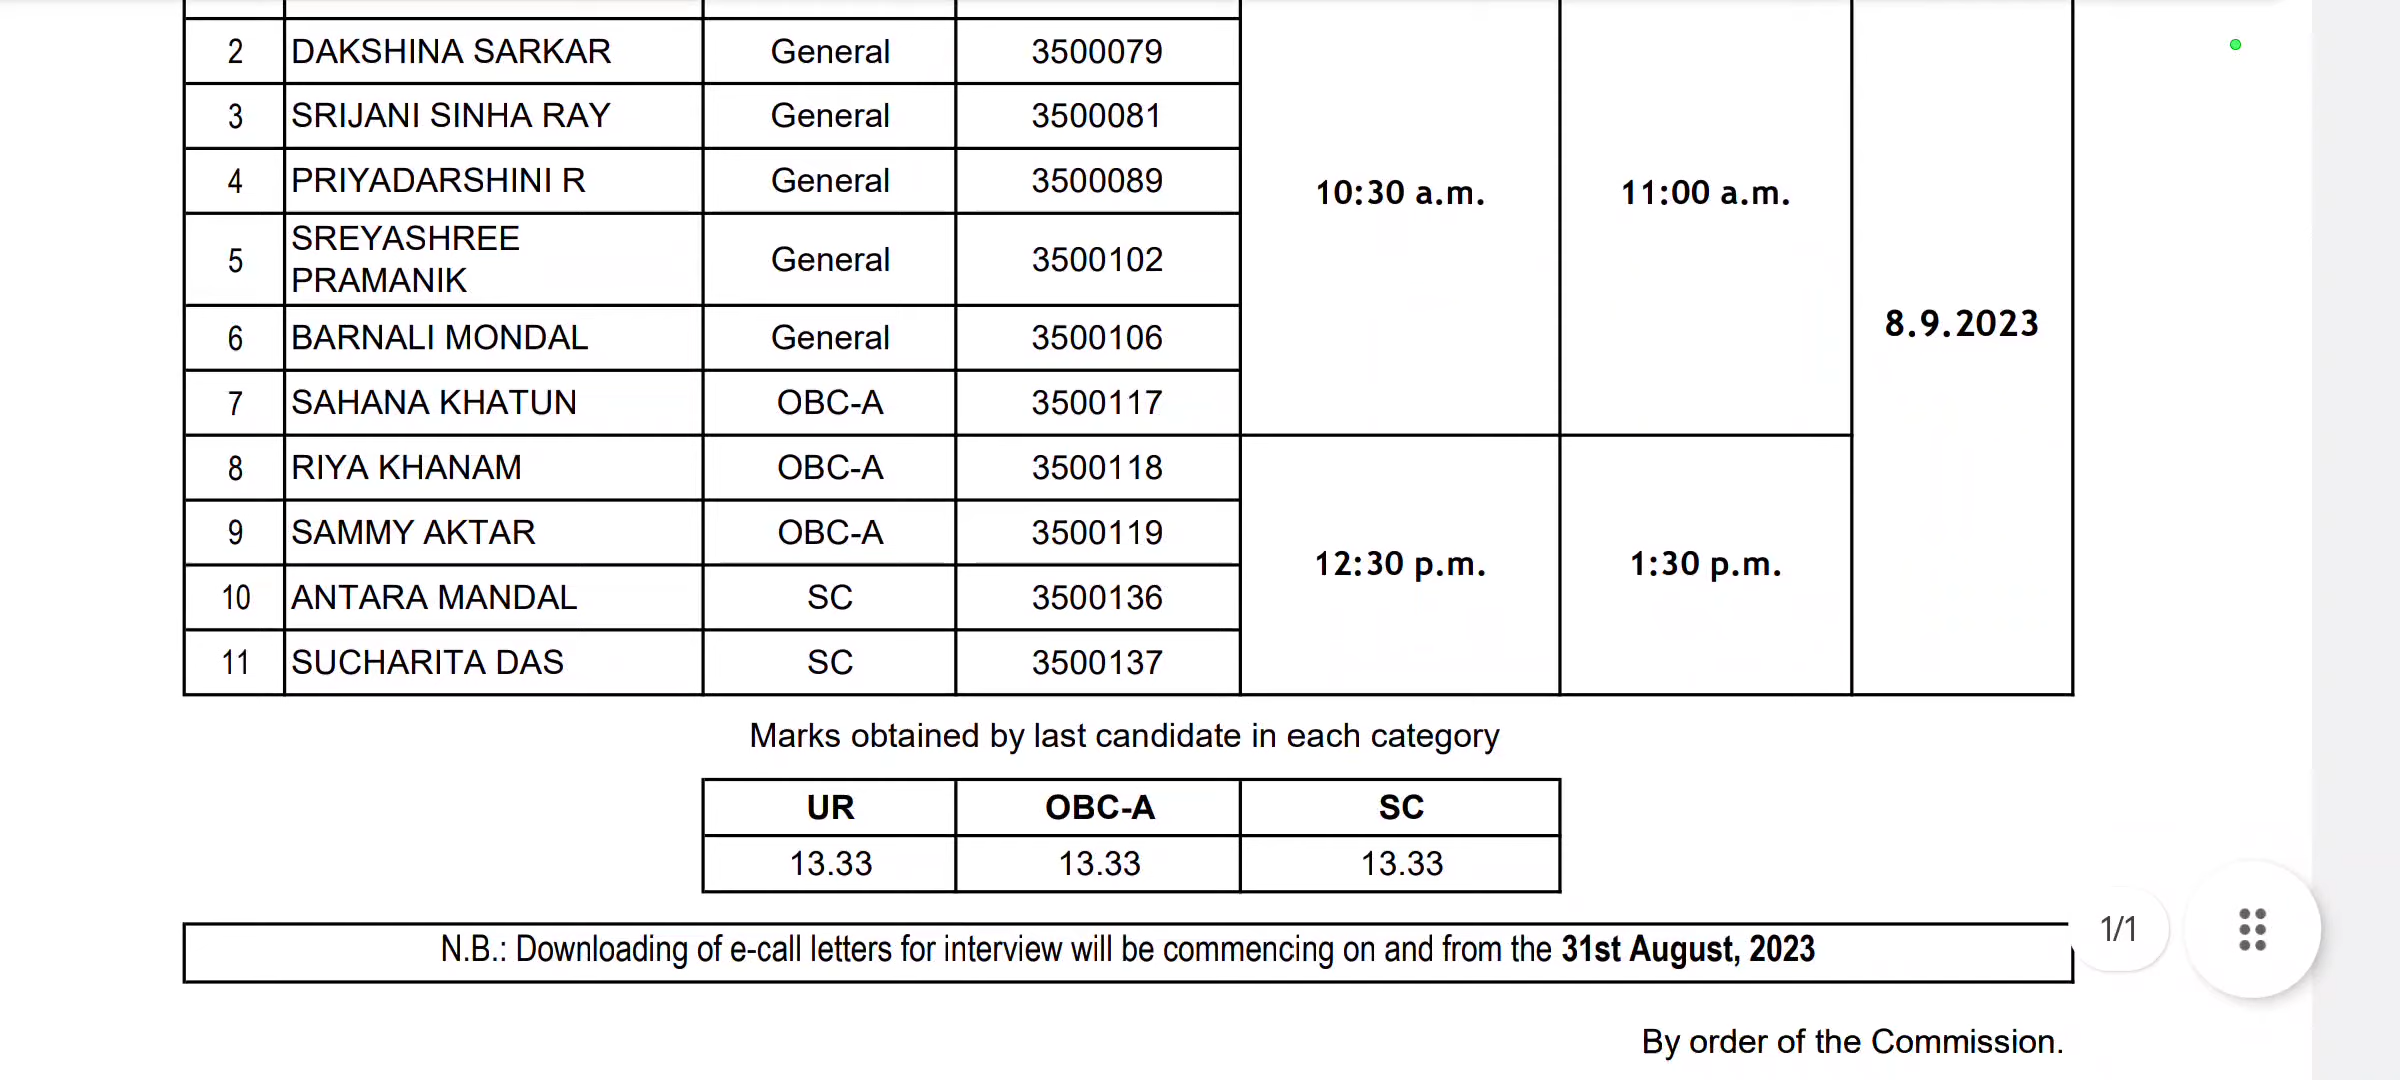 2 DAKSHINA SARKAR General 3500079
3 SRIJANI SINHA RAY General 3500081
4 PRIYADARSHINI R General 3500089
10:30 a.m. 11:00 a.m.
5 SREYASHREE PRAMANIK General 3500102
8.9.2023
6 BARNALI MONDAL General 3500106
7 SAHANA KHATUN OBC-A 3500117
8 RIYA KHANAM OBC-A 3500118
9 SAMMY AKTAR OBC-A 3500119
12:30 p.m. 1:30 p.m.
10 ANTARA MANDAL SC 3500136
11 SUCHARITA DAS SC 3500137
Marks obtained by last candidate in each category
UR OBC-A SC
13.33 13.33 13.33
N.B.: Downloading of e-call letters for interview will be commencing on and from the 31st August, 2023
1/1
By order of the Commission.